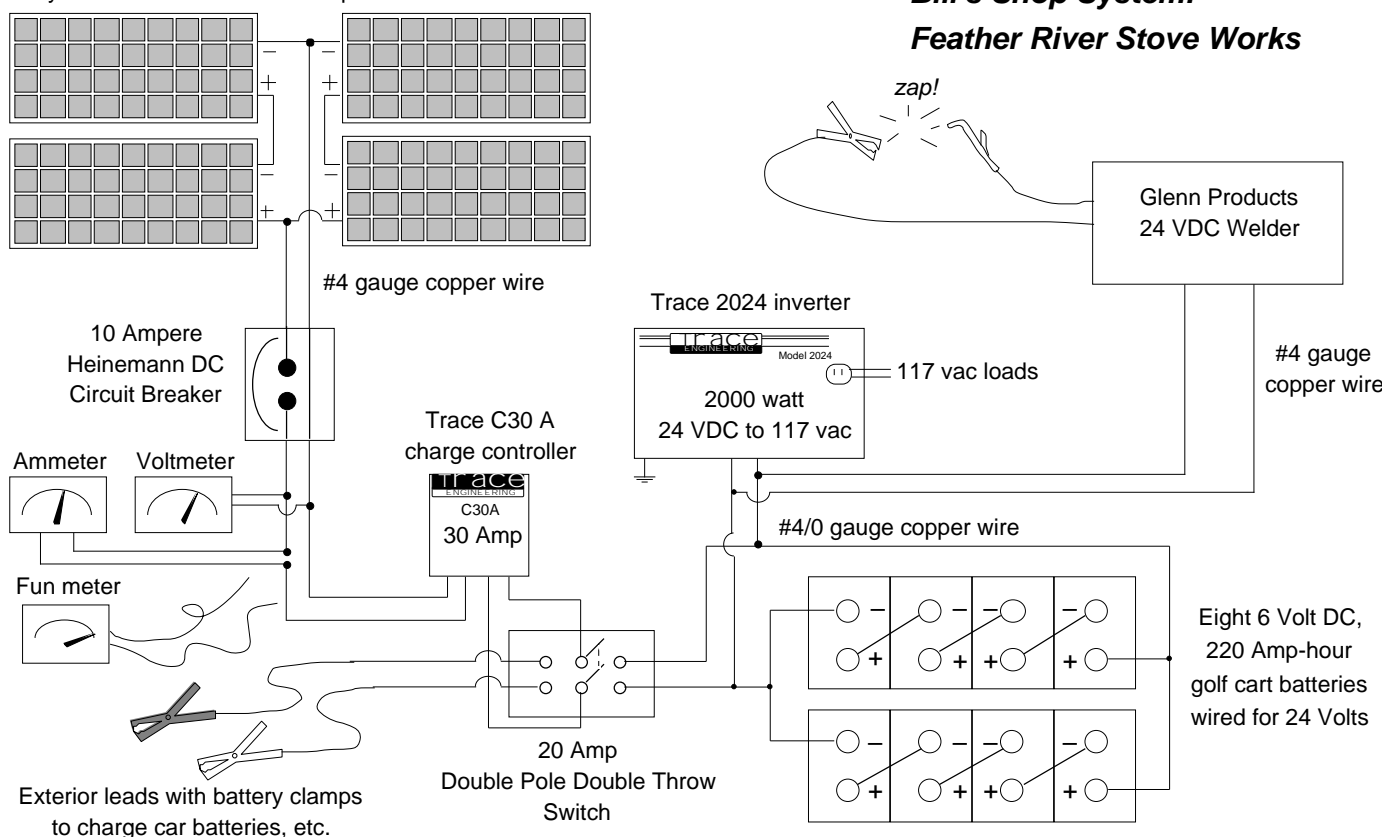 Feather River Stove Works
zap!
Glenn Products
24 VDC Welder
#4 gauge copper wire
#4 gauge
copper wire
10 Ampere
Heinemann DC
Circuit Breaker
Trace 2024 inverter
Trace
ENGINEERING
Model 2024
2000 watt
24 VDC to 117 vac
117 vac loads
Ammeter
Voltmeter
Trace C30 A
charge controller
Trace
ENGINEERING
C30A
30 Amp
#4/0 gauge copper wire
Fun meter
Eight 6 Volt DC,
220 Amp-hour
golf cart batteries
wired for 24 Volts
20 Amp
Double Pole Double Throw
Switch
Exterior leads with battery clamps
to charge car batteries, etc.